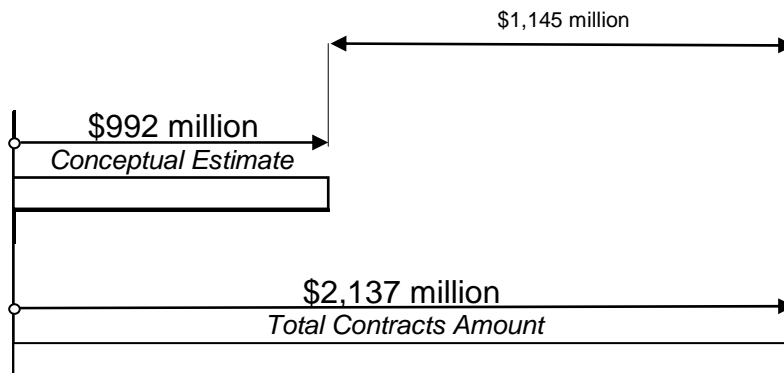 $1,145 million
$992 million
Conceptual Estimate
$2,137 million
Total Contracts Amount